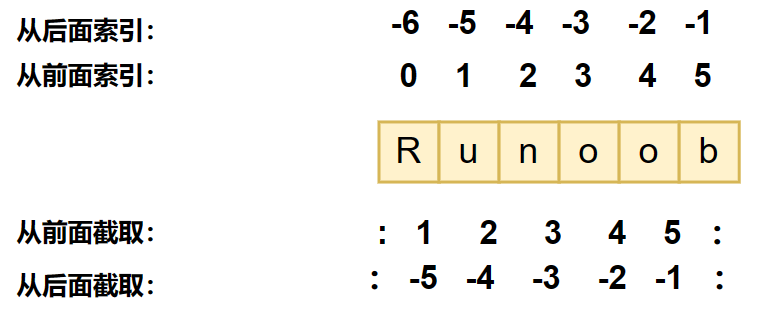 从后面索引： -6 -5 -4 -3 -2 -1
从前面索引： 0 1 2 3 4 5
R u n o o b
从前面截取： : 1 2 3 4 5 :
从后面截取： : -5 -4 -3 -2 -1 :